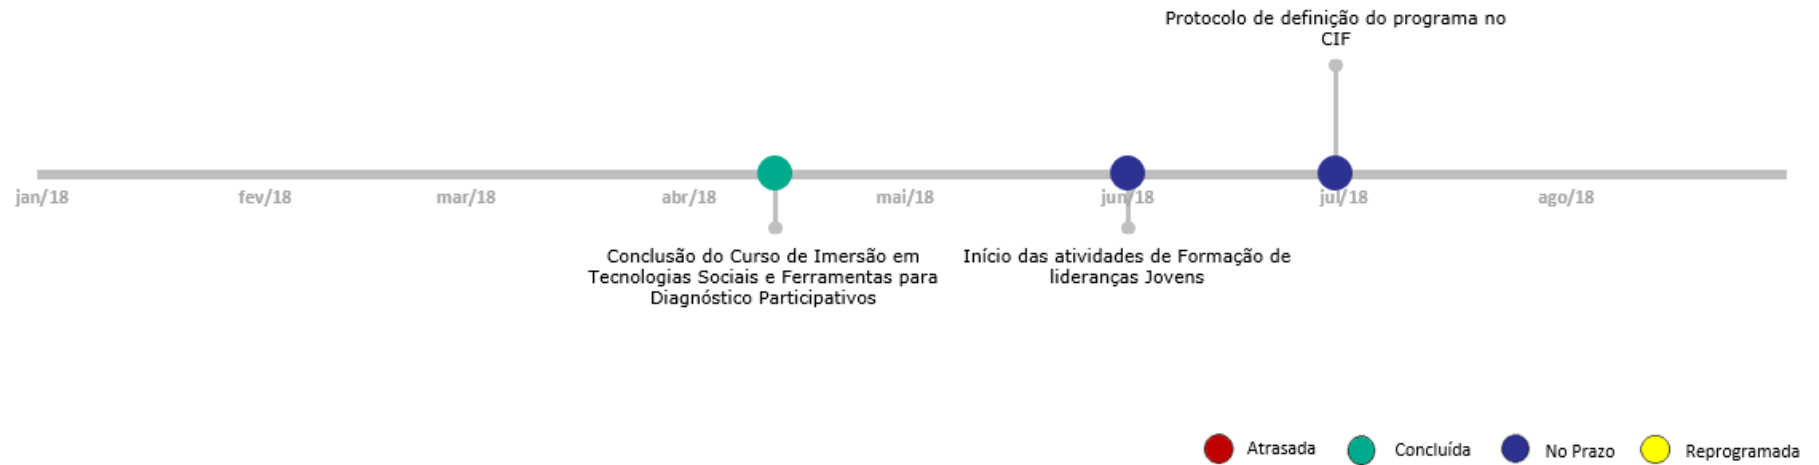 Protocolo de definição do programa no
CIF
jan/18
fev/18
mar/18
abr/18
mai/18
jun/18
jul/18
ago/18
Conclusão do Curso de Imersão em
Tecnologias Sociais e Ferramentas para
Diagnóstico Participativos
Início das atividades de Formação de
lideranças Jovens
Atrasada
Concluída
No Prazo
Reprogramada